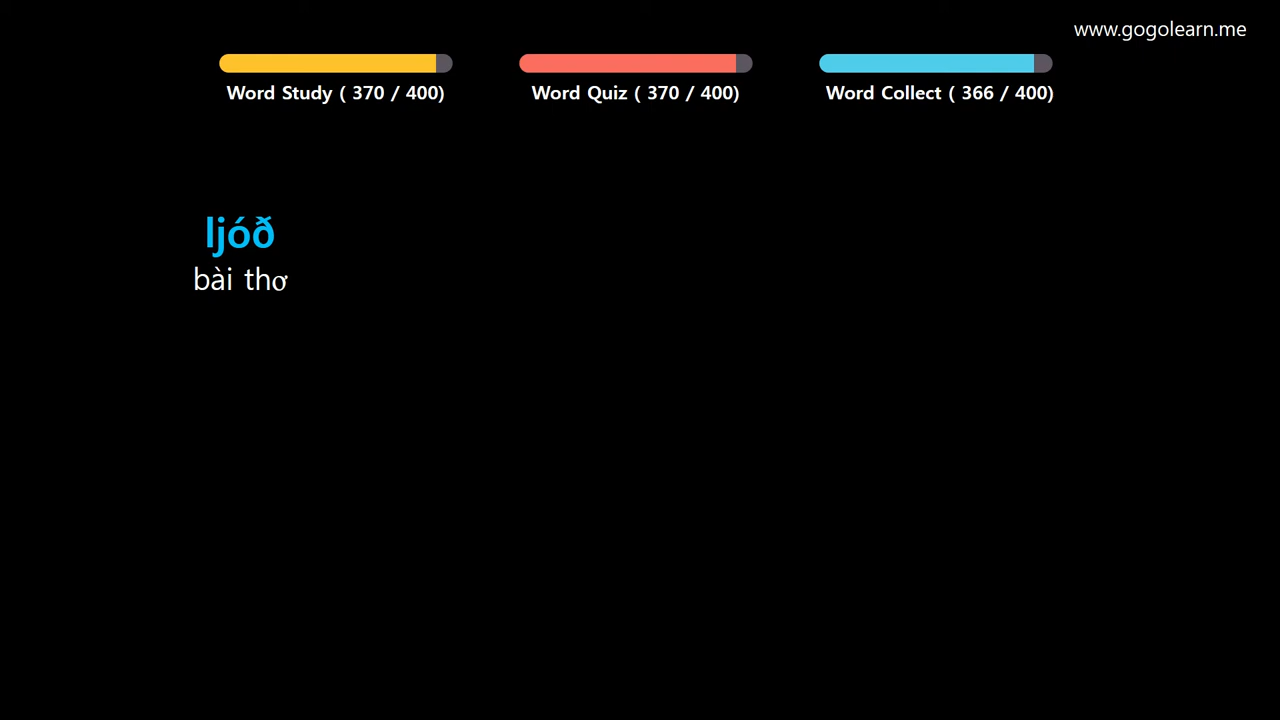 www.gogolearn.me
Word Study ( 370 / 400)
Word Quiz ( 370 / 400)
Word Collect ( 366 / 400)
ljóð
bài thơ